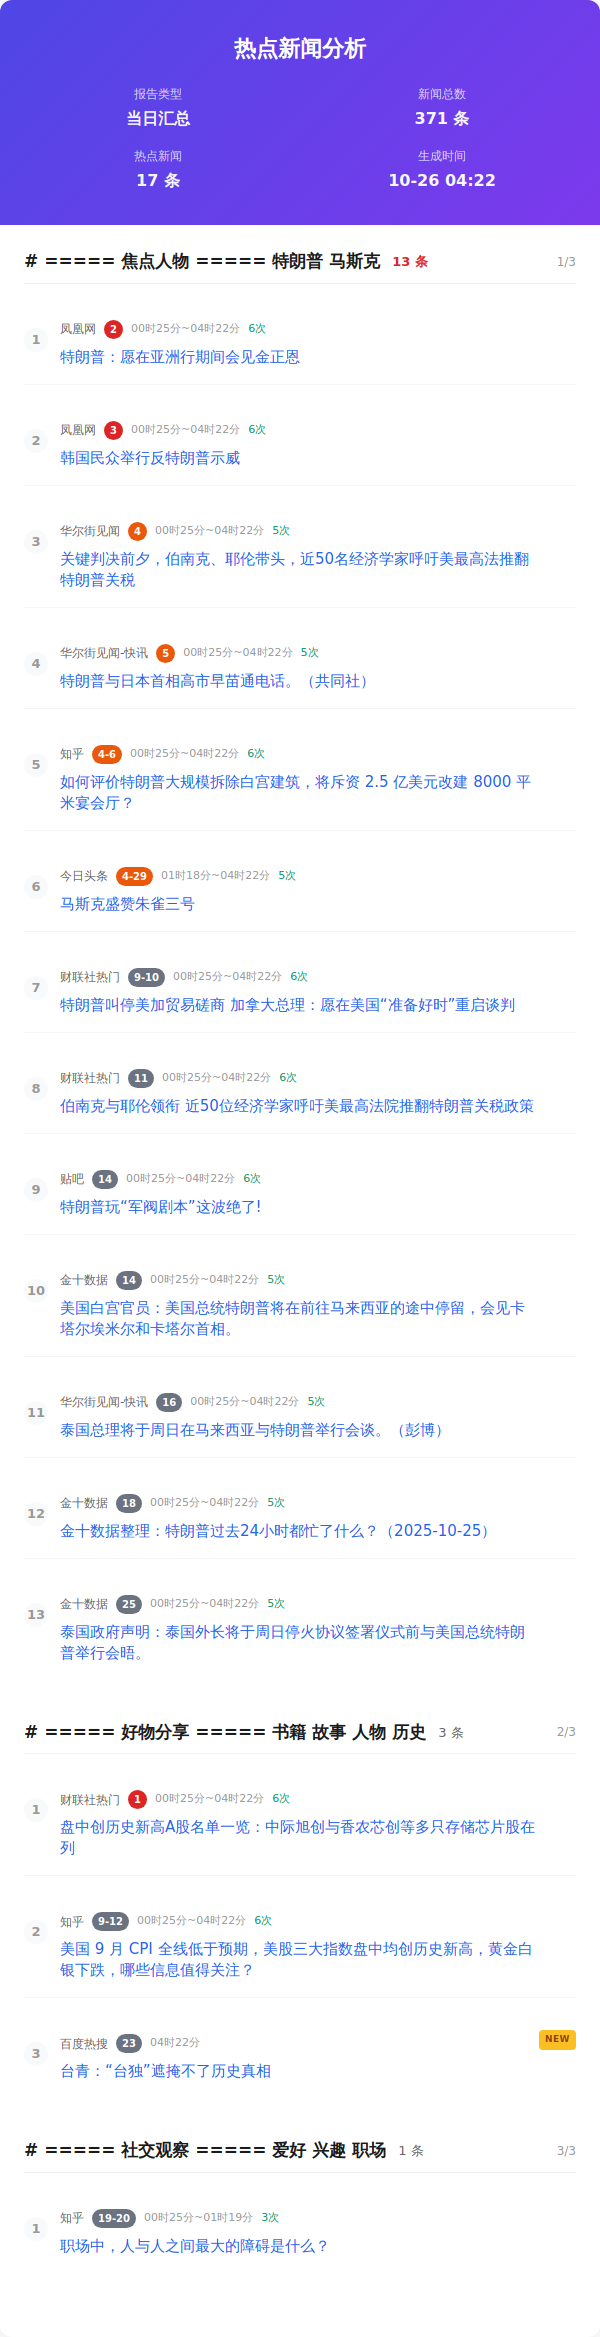 热点新闻分析
报告类型
当日汇总
新闻总数
371 条
热点新闻
17 条
生成时间
10-26 04:22
# ===== 焦点人物 ===== 特朗普 马斯克 13 条 1/3
1 凤凰网 2 00时25分~04时22分 6次
特朗普：愿在亚洲行期间会见金正恩
2 凤凰网 3 00时25分~04时22分 6次
韩国民众举行反特朗普示威
3 华尔街见闻 4 00时25分~04时22分 5次
关键判决前夕，伯南克、耶伦带头，近50名经济学家呼吁美最高法推翻
特朗普关税
4 华尔街见闻-快讯 5 00时25分~04时22分 5次
特朗普与日本首相高市早苗通电话。（共同社）
5 知乎 4-6 00时25分~04时22分 6次
如何评价特朗普大规模拆除白宫建筑，将斥资 2.5 亿美元改建 8000 平
米宴会厅？
6 今日头条 4-29 01时18分~04时22分 5次
马斯克盛赞朱雀三号
7 财联社热门 9-10 00时25分~04时22分 6次
特朗普叫停美加贸易磋商 加拿大总理：愿在美国“准备好时”重启谈判
8 财联社热门 11 00时25分~04时22分 6次
伯南克与耶伦领衔 近50位经济学家呼吁美最高法院推翻特朗普关税政策
9 贴吧 14 00时25分~04时22分 6次
特朗普玩“军阀剧本”这波绝了!
10 金十数据 14 00时25分~04时22分 5次
美国白宫官员：美国总统特朗普将在前往马来西亚的途中停留，会见卡
塔尔埃米尔和卡塔尔首相。
11 华尔街见闻-快讯 16 00时25分~04时22分 5次
泰国总理将于周日在马来西亚与特朗普举行会谈。（彭博）
12 金十数据 18 00时25分~04时22分 5次
金十数据整理：特朗普过去24小时都忙了什么？（2025-10-25）
13 金十数据 25 00时25分~04时22分 5次
泰国政府声明：泰国外长将于周日停火协议签署仪式前与美国总统特朗
普举行会晤。
# ===== 好物分享 ===== 书籍 故事 人物 历史 3 条 2/3
1 财联社热门 1 00时25分~04时22分 6次
盘中创历史新高A股名单一览：中际旭创与香农芯创等多只存储芯片股在
列
2 知乎 9-12 00时25分~04时22分 6次
美国 9 月 CPI 全线低于预期，美股三大指数盘中均创历史新高，黄金白
银下跌，哪些信息值得关注？
3 百度热搜 23 04时22分 NEW
台青：“台独”遮掩不了历史真相
# ===== 社交观察 ===== 爱好 兴趣 职场 1 条 3/3
1 知乎 19-20 00时25分~01时19分 3次
职场中，人与人之间最大的障碍是什么？